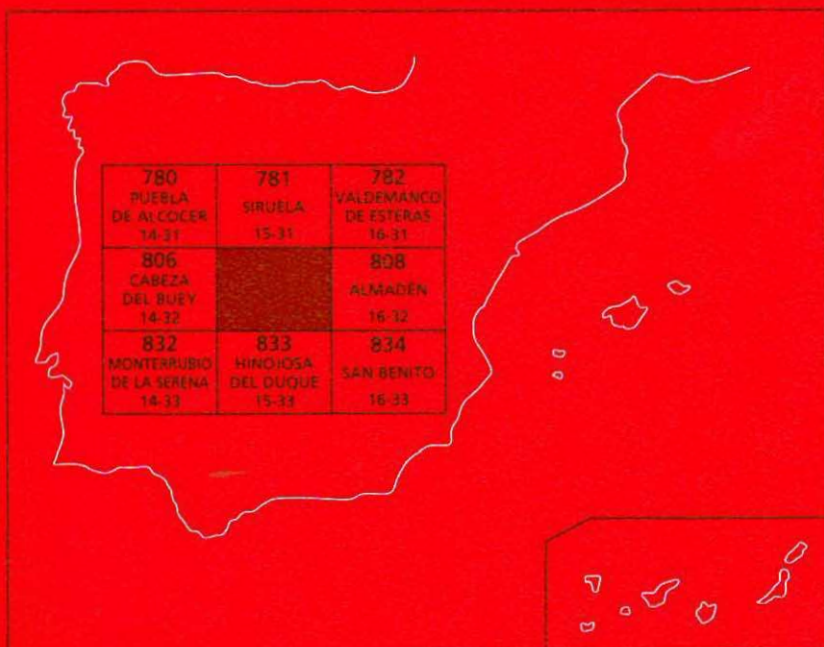 780
PUEBLA
DE ALCOCER
14-31
781
SIRUELA
15-31
782
VALDEMANCO
DE ESTERAS
16-31
806
CABEZA
DEL BUEY
14-32
808
ALMADÉN
16-32
832
MONTERRUBIO
DE LA SERENA
14-33
833
HINOJOSA
DEL DUQUE
15-33
834
SAN BENITO
16-33